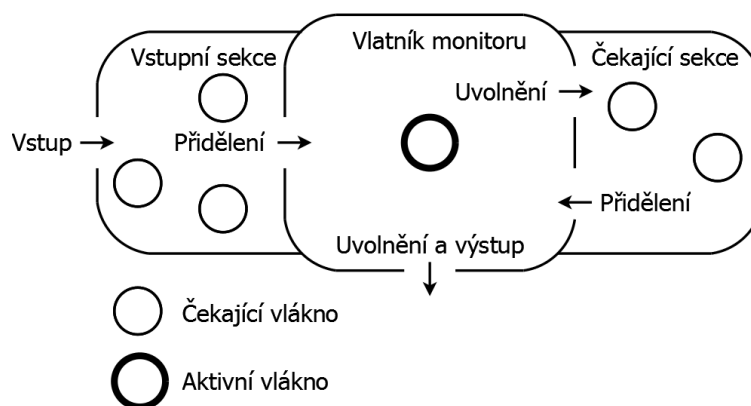 Vlatník monitoru
Vstupní sekce
Čekající sekce
Uvolnění
Vstup
Přidělení
Přidělení
Uvolnění a výstup
Čekající vlákno
Aktivní vlákno